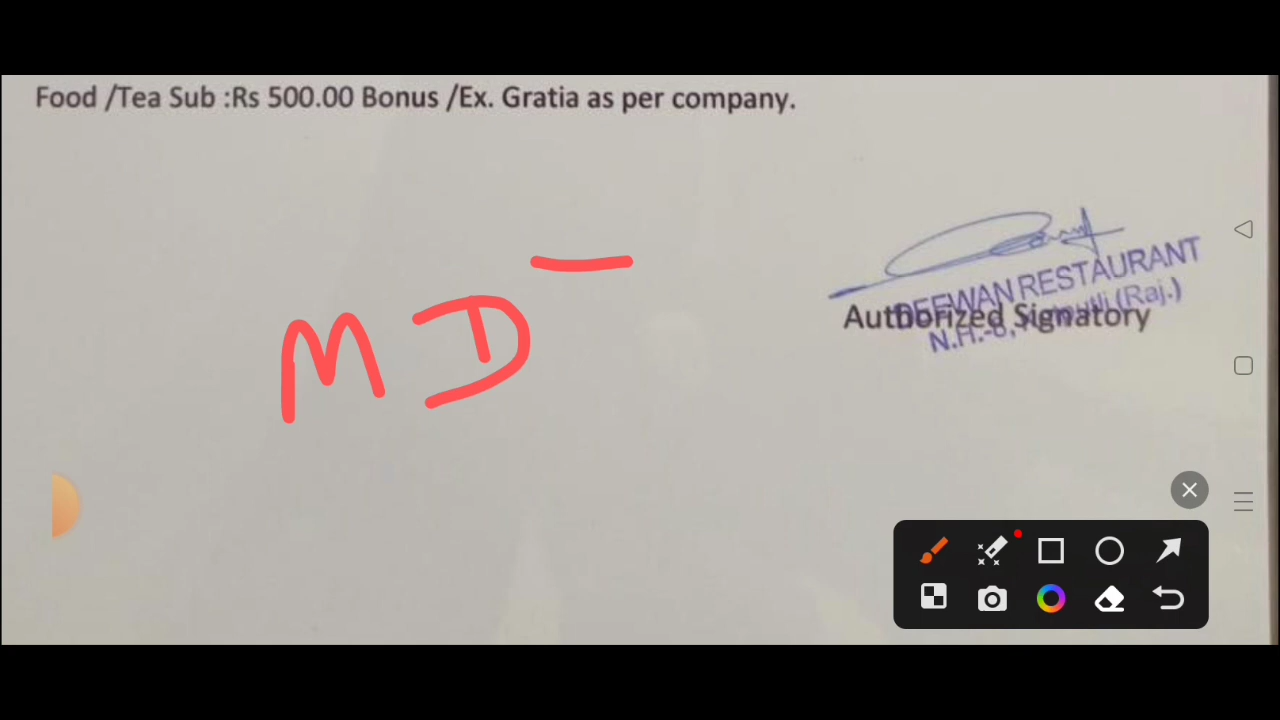 Food /Tea Sub :Rs 500.00 Bonus /Ex. Gratia as per company.
MD
DEEWAN RESTAURANT
Authorized Signatory
N.H.-8, (Raj.)